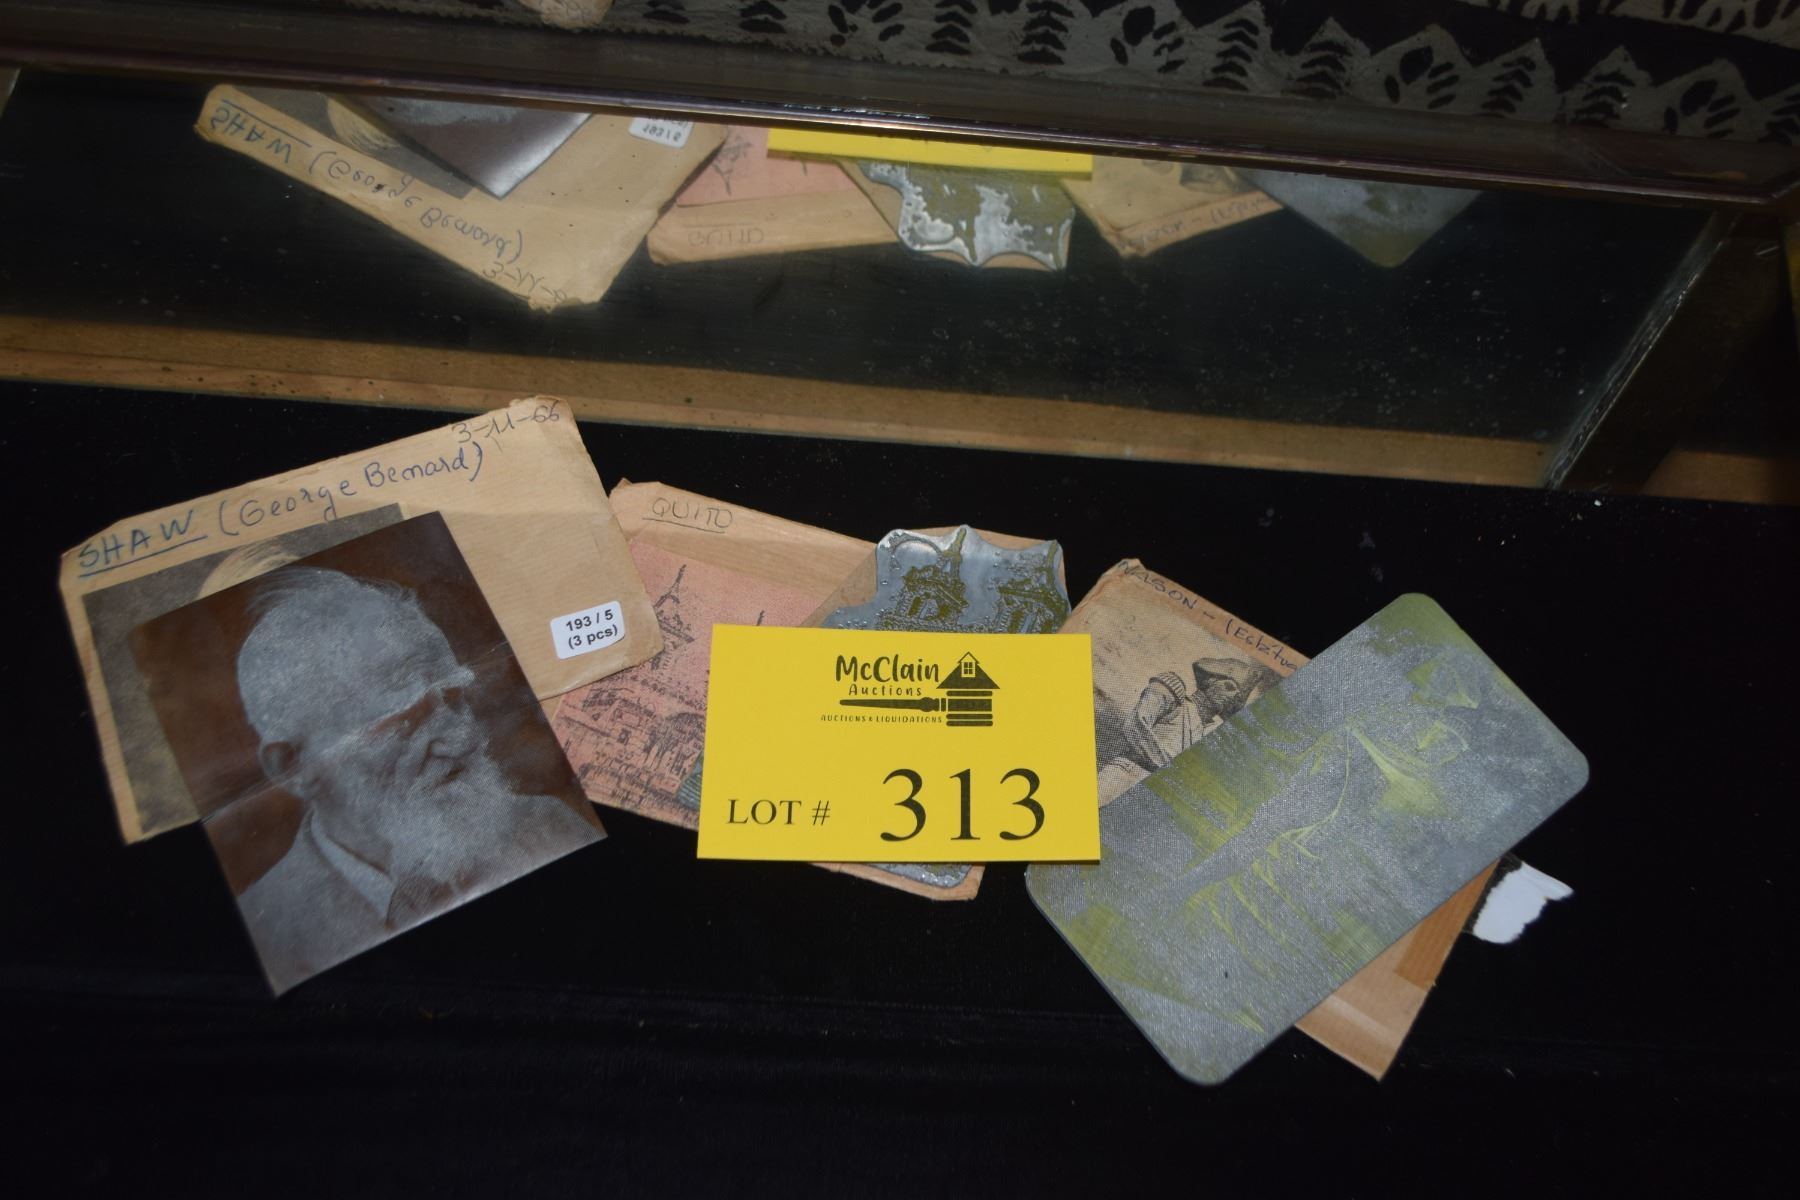 SHAW (George Bernard)
3-11-66
193 / 5
(3 pcs)
QUITO
McClain
Auctions
AUCTIONS & LIQUIDATIONS
LOT # 313